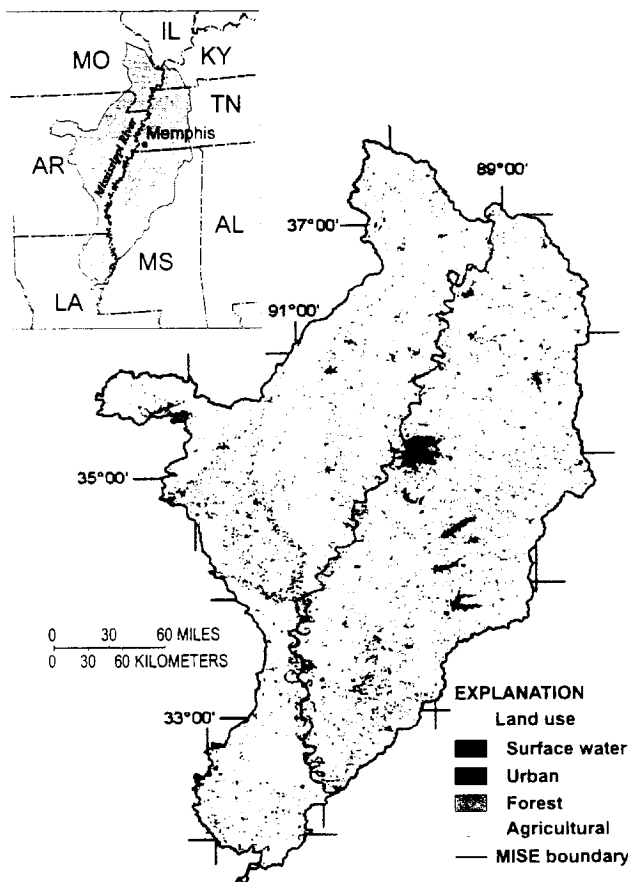 IL
MO
KY
TN
Memphis
Mississippi River
AR
AL
MS
LA
89°00'
37°00'
91°00'
35°00'
0 30 60 MILES
0 30 60 KILOMETERS
33°00'
EXPLANATION
Land use
Surface water
Urban
Forest
Agricultural
MISE boundary